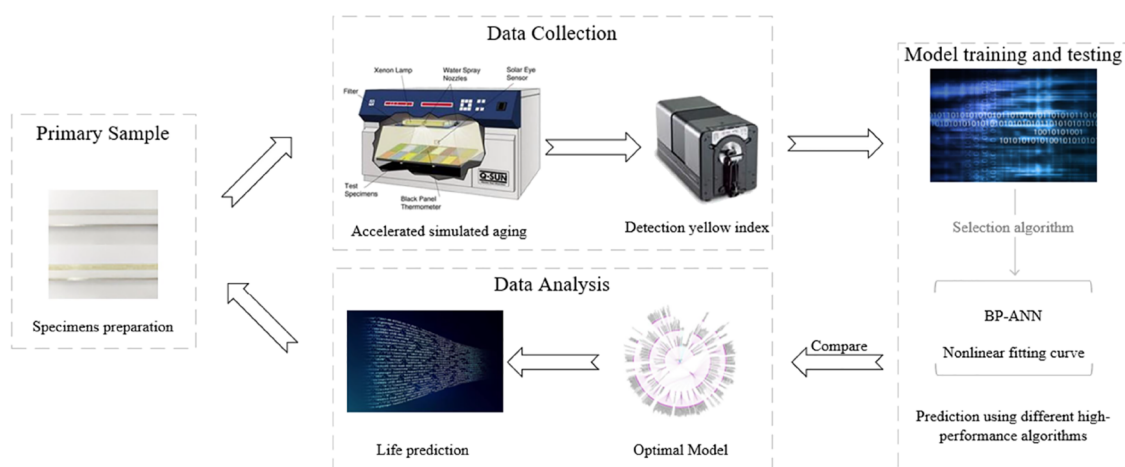 Primary Sample
Specimens preparation
Data Collection
Xenon Lamp
Water Spray
Nozzles
Solar Eye
Sensor
Filter
Test
Specimens
Black Panel
Thermometer
Q-SUN
Accelerated simulated aging
Detection yellow index
Model training and testing
Selection algorithm
BP-ANN
Nonlinear fitting curve
Prediction using different high-
performance algorithms
Compare
Data Analysis
Life prediction
Optimal Model